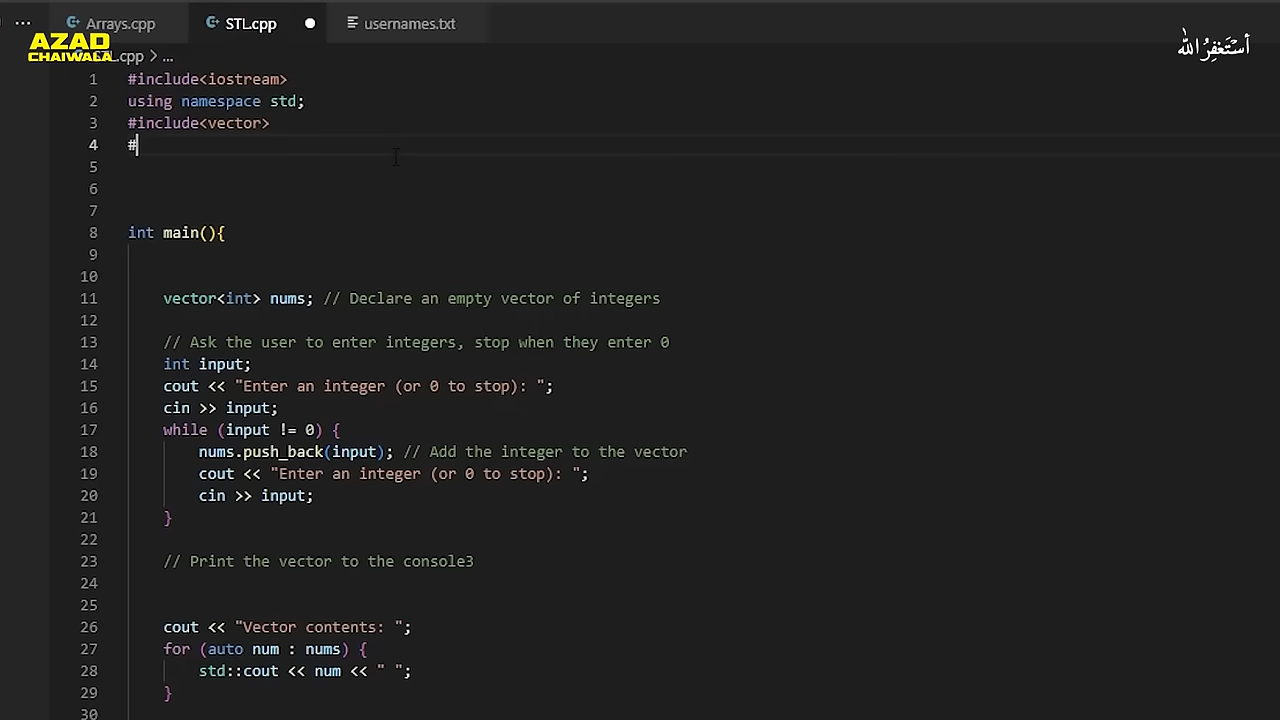 ... Arrays.cpp STL.cpp usernames.txt
AZAD
CHAIWALA
STL.cpp > ...
أستغفر الله
1 #include<iostream>
2 using namespace std;
3 #include<vector>
4 #
5
6
7
8 int main(){
9
10
11 vector<int> nums; // Declare an empty vector of integers
12
13 // Ask the user to enter integers, stop when they enter 0
14 int input;
15 cout << "Enter an integer (or 0 to stop): ";
16 cin >> input;
17 while (input != 0) {
18 nums.push_back(input); // Add the integer to the vector
19 cout << "Enter an integer (or 0 to stop): ";
20 cin >> input;
21 }
22
23 // Print the vector to the console3
24
25
26 cout << "Vector contents: ";
27 for (auto num : nums) {
28 std::cout << num << " ";
29 }
30